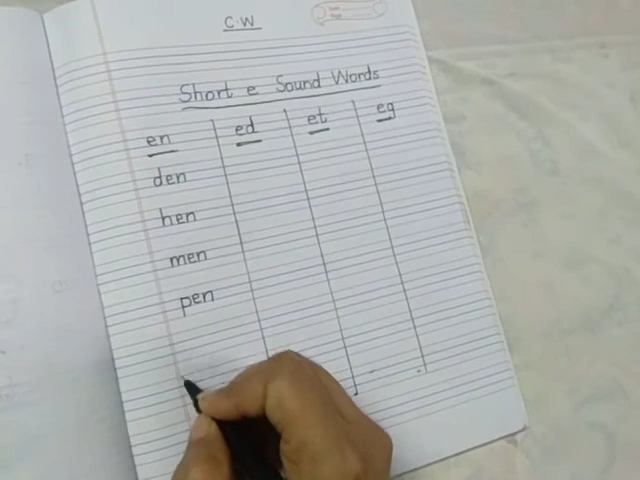 C.W
Short e Sound Words
en ed et eg
den
hen
men
pen